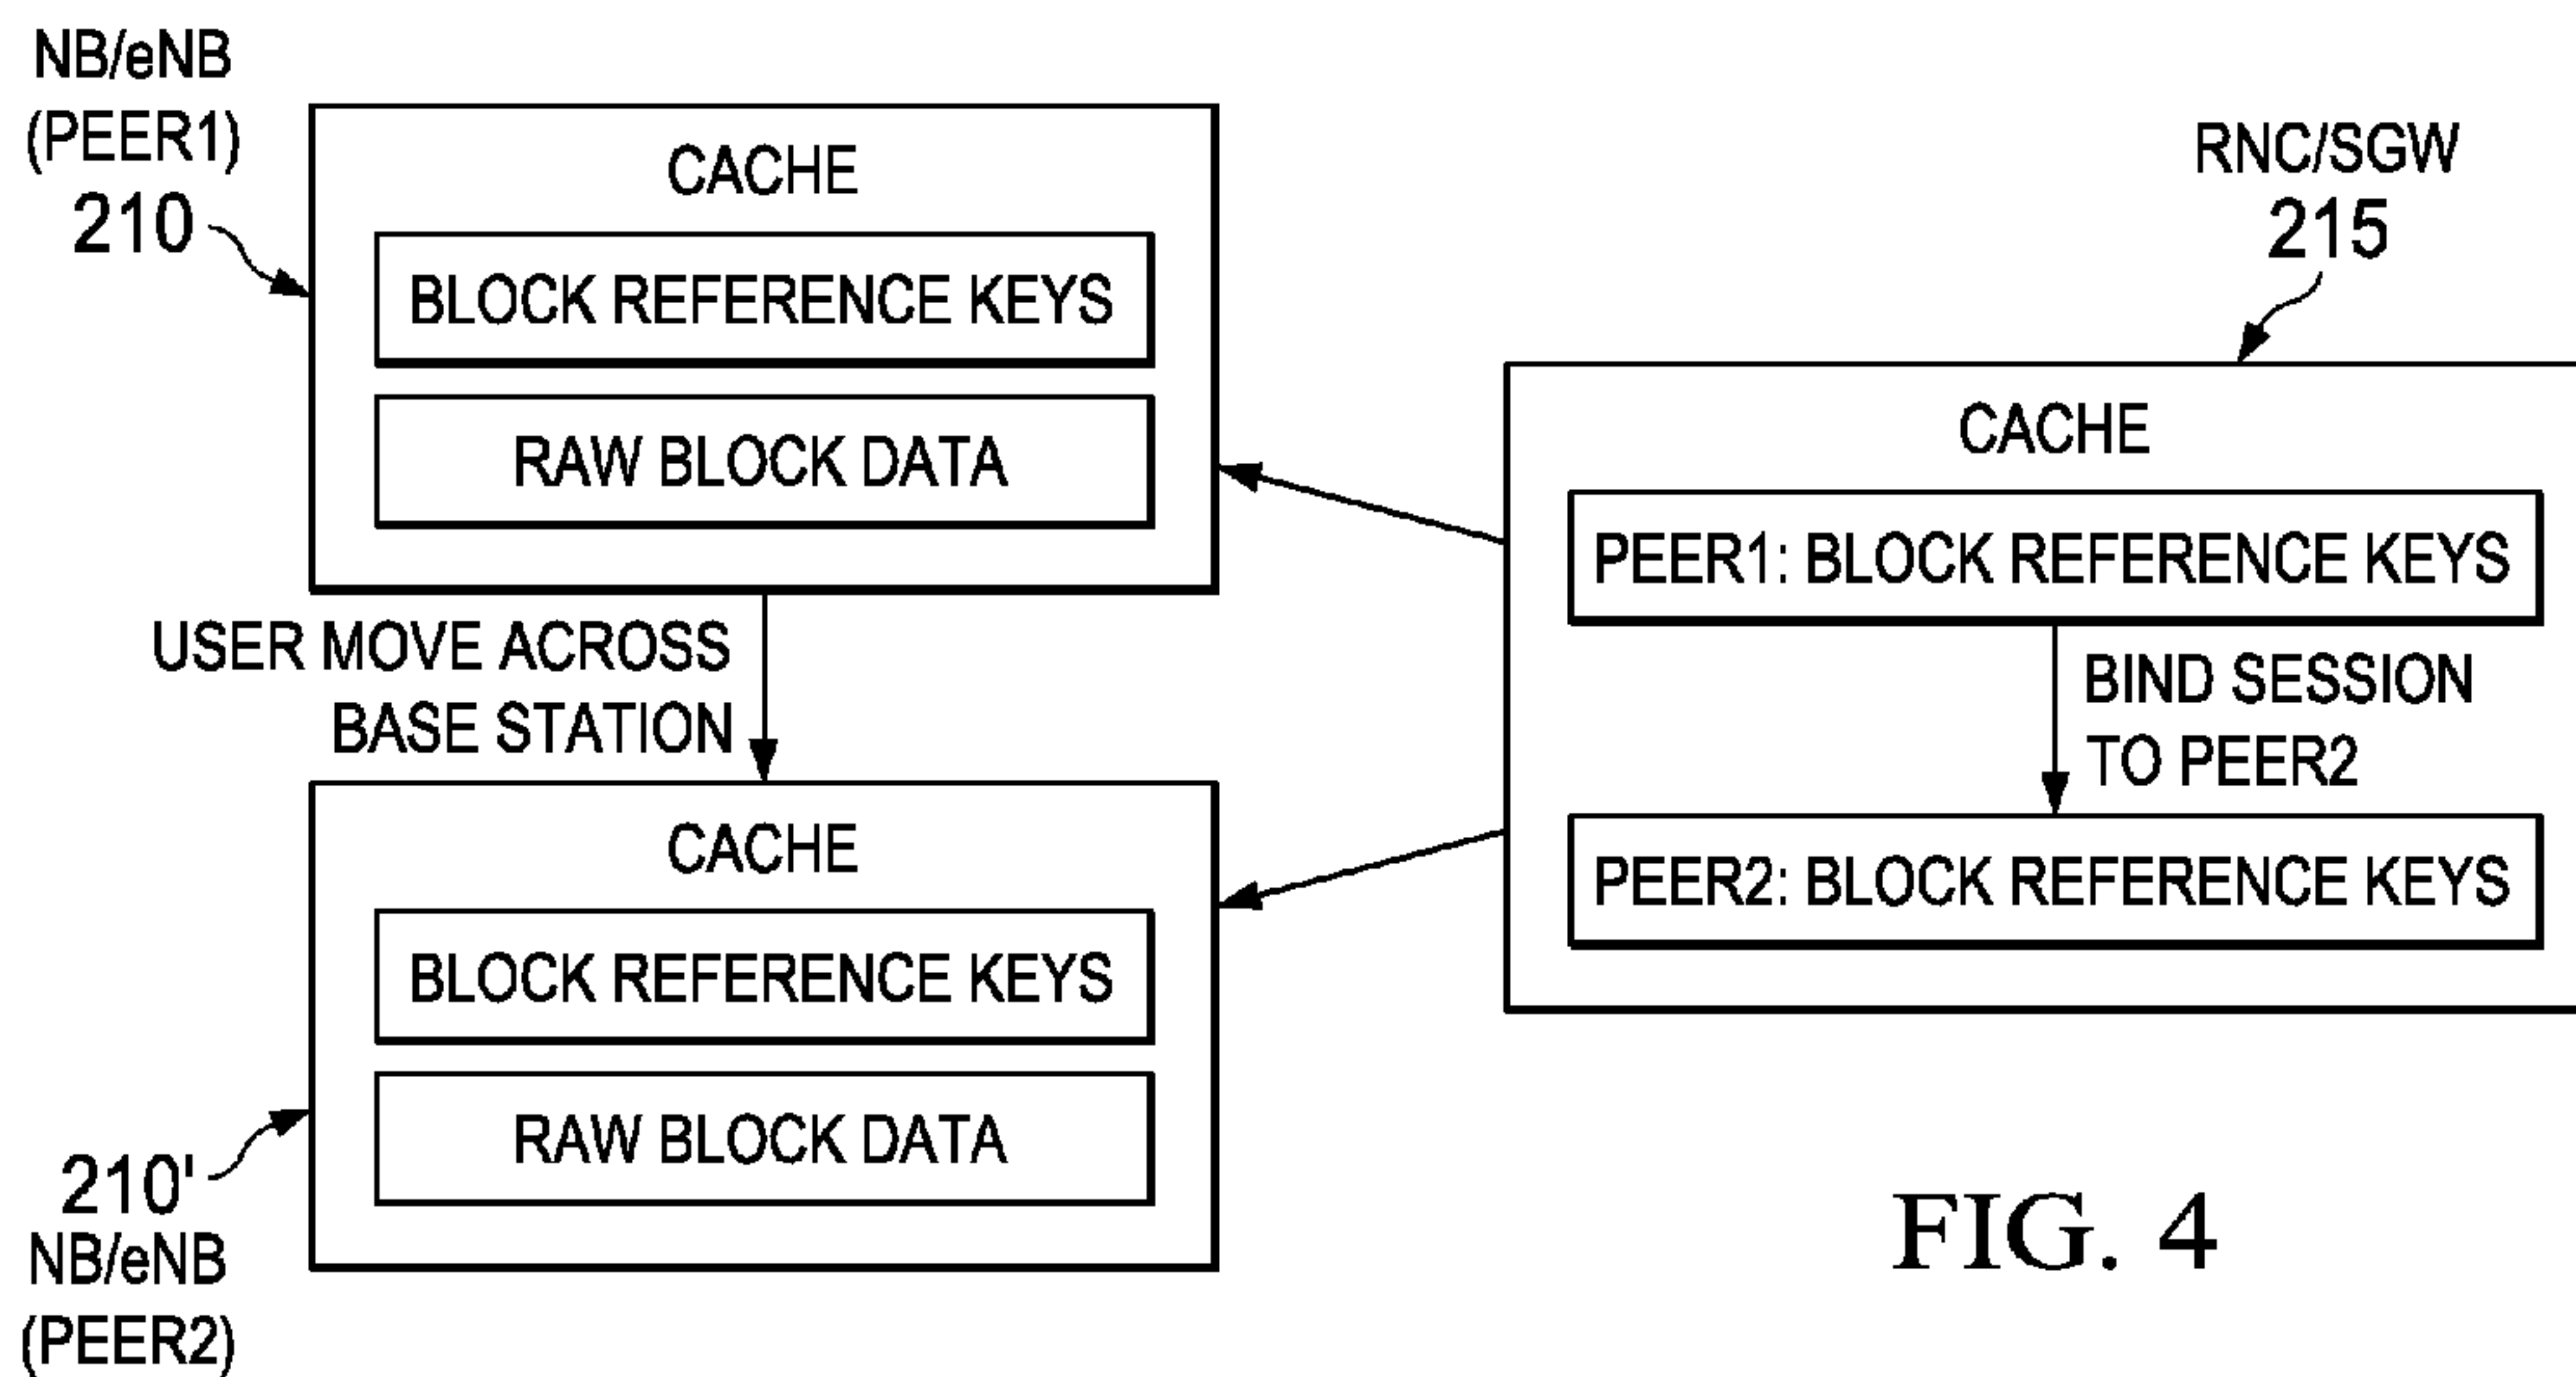 NB/eNB
(PEER1)
210
CACHE
BLOCK REFERENCE KEYS
RAW BLOCK DATA
USER MOVE ACROSS
BASE STATION
CACHE
BLOCK REFERENCE KEYS
RAW BLOCK DATA
210'
NB/eNB
(PEER2)
RNC/SGW
215
CACHE
PEER1: BLOCK REFERENCE KEYS
BIND SESSION
TO PEER2
PEER2: BLOCK REFERENCE KEYS
FIG. 4